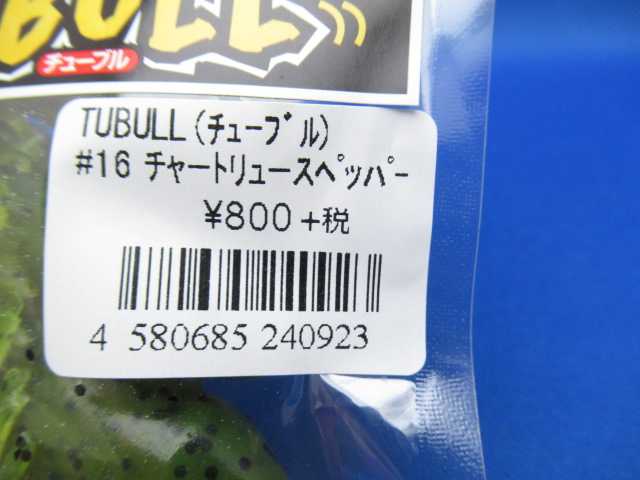 BULL
チューブル
TUBULL(チューブル)
#16 チャートリュースペッパー
¥800+税
4 580685 240923